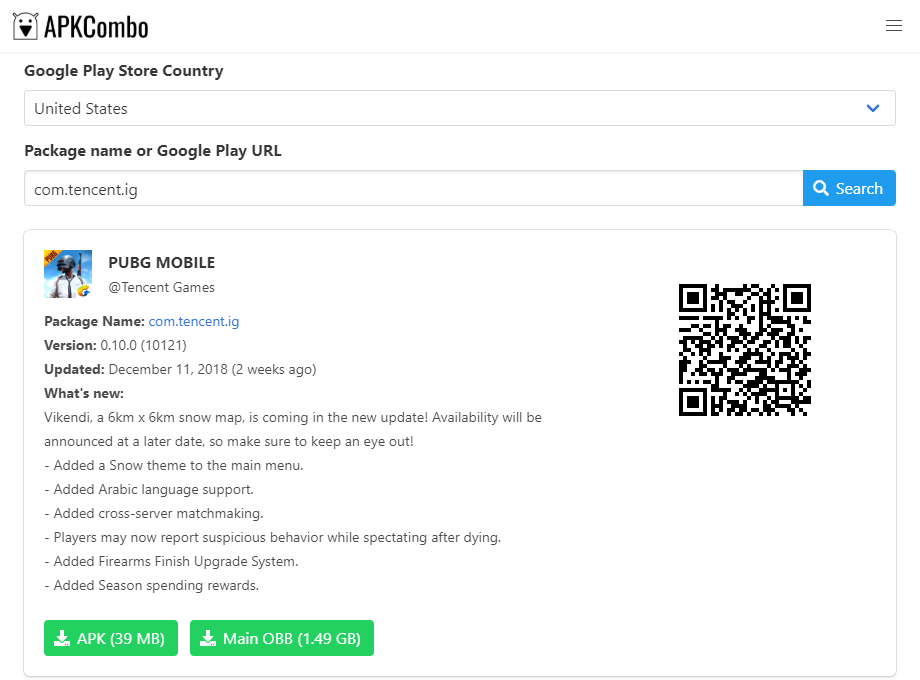 APKCombo
Google Play Store Country
United States
Package name or Google Play URL
com.tencent.ig
Search
PUBG
PUBG MOBILE
@Tencent Games
Package Name: com.tencent.ig
Version: 0.10.0 (10121)
Updated: December 11, 2018 (2 weeks ago)
What's new:
Vikendi, a 6km x 6km snow map, is coming in the new update! Availability will be
announced at a later date, so make sure to keep an eye out!
- Added a Snow theme to the main menu.
- Added Arabic language support.
- Added cross-server matchmaking.
- Players may now report suspicious behavior while spectating after dying.
- Added Firearms Finish Upgrade System.
- Added Season spending rewards.
APK (39 MB)
Main OBB (1.49 GB)